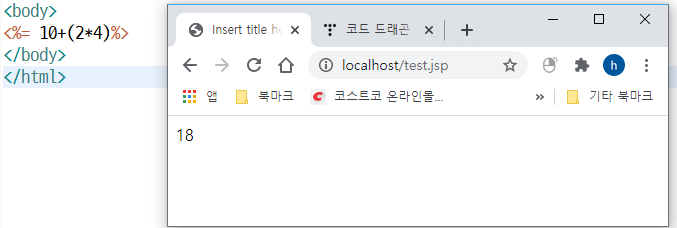 <body>
<%= 10+(2*4)%>
</body>
</html>
Insert title he
코드 드래곤
localhost/test.jsp
h
앱
북마크
코스트코 온라인몰...
»
기타 북마크
18